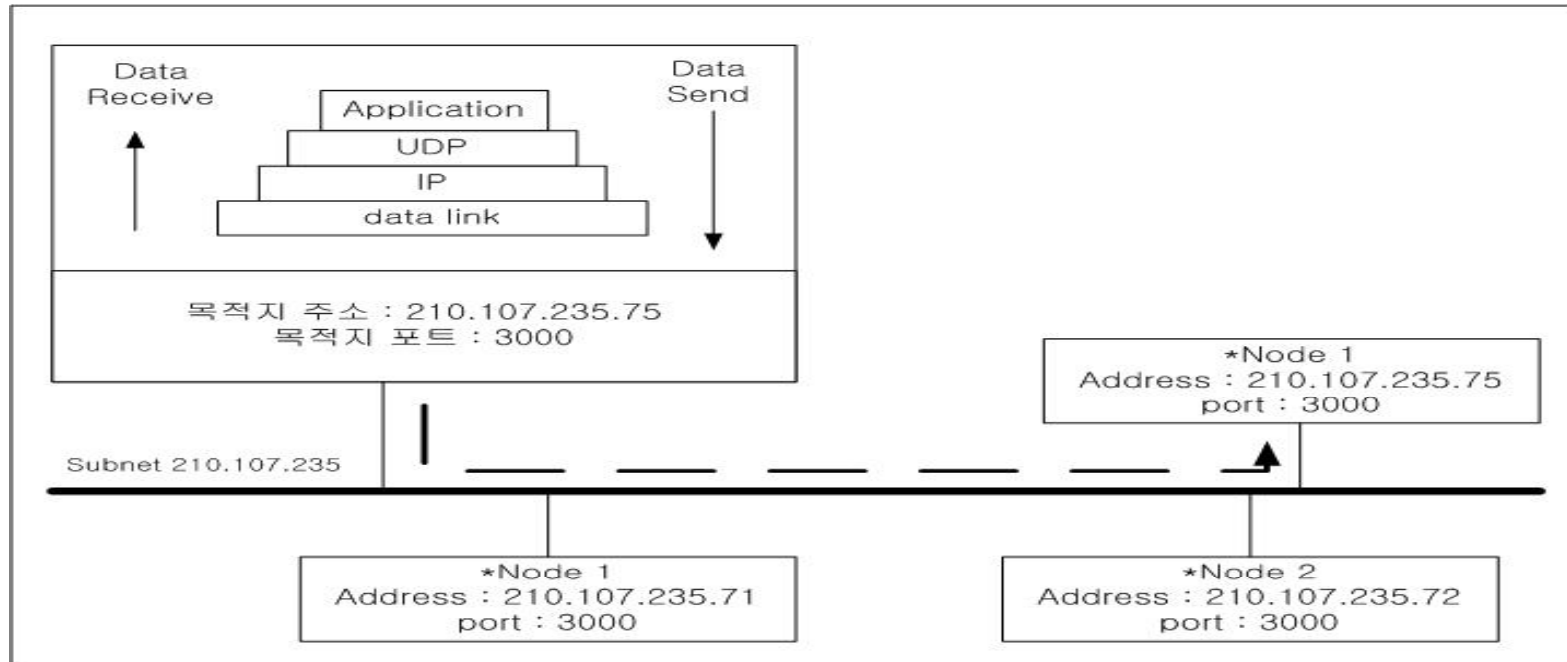 Data
Receive
Application
UDP
IP
data link
Data
Send
목적지 주소 : 210.107.235.75
목적지 포트 : 3000
*Node 1
Address : 210.107.235.75
port : 3000
Subnet 210.107.235
*Node 1
Address : 210.107.235.71
port : 3000
*Node 2
Address : 210.107.235.72
port : 3000